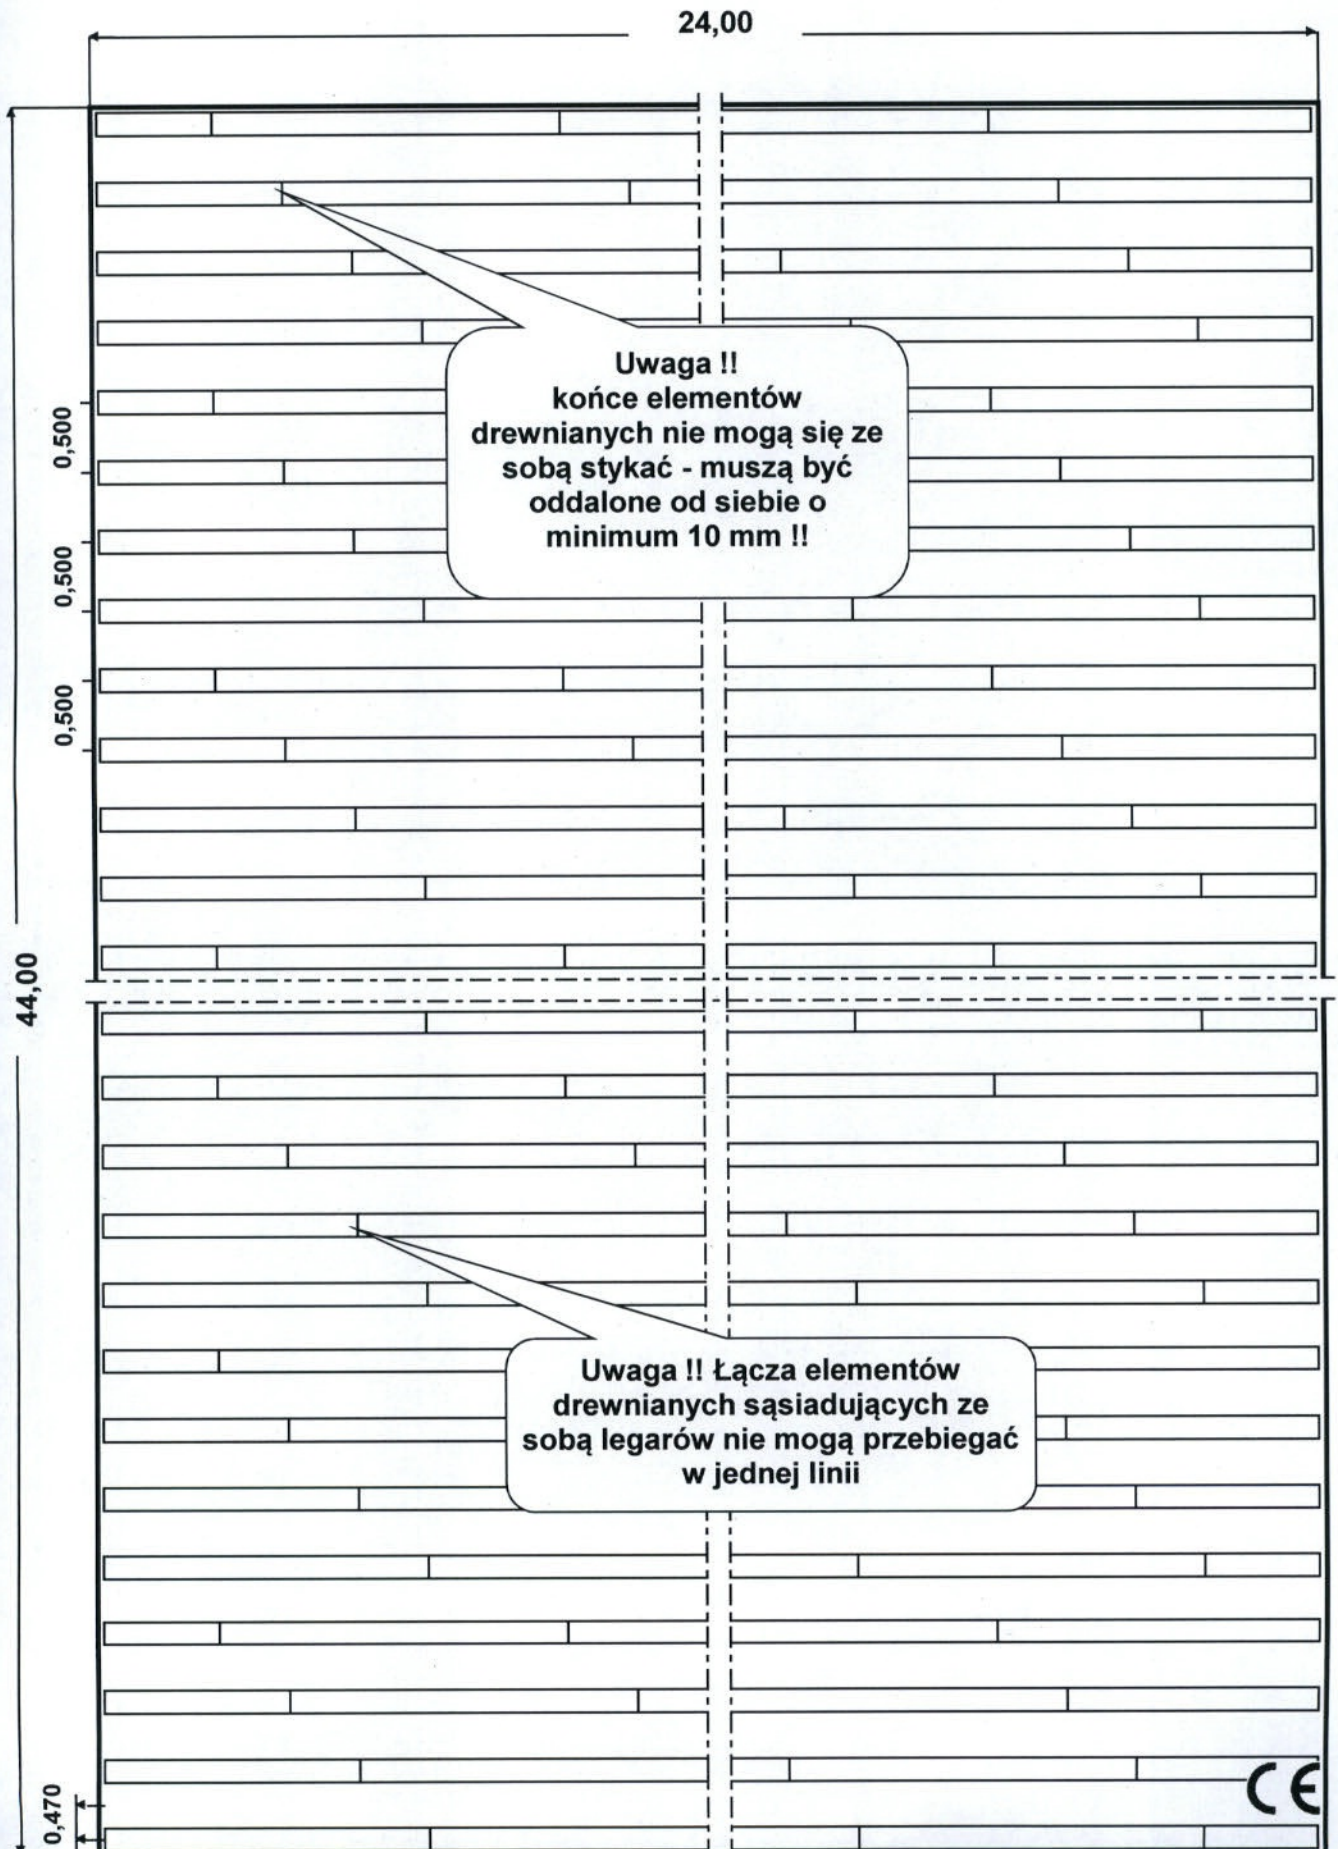 24,00
Uwaga !!
końce elementów
drewnianych nie mogą się ze
sobą stykać - muszą być
oddalone od siebie o
minimum 10 mm !!
0,500
0,500
0,500
44,00
Uwaga !! Łącza elementów
drewnianych sąsiadujących ze
sobą legarów nie mogą przebiegać
w jednej linii
0,470
CE